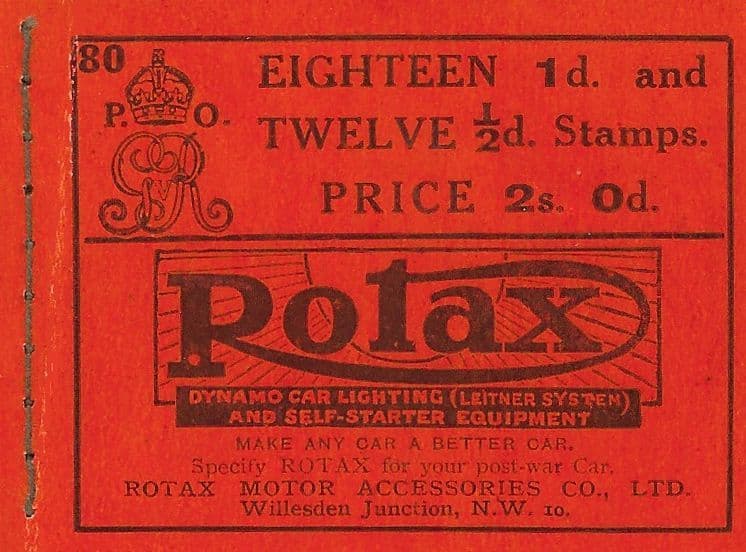 80
P. O.
GRV
EIGHTEEN 1d. and
TWELVE ½d. Stamps.
PRICE 2s. 0d.
Rotax
DYNAMO CAR LIGHTING (LEITNER SYSTEM)
AND SELF-STARTER EQUIPMENT
MAKE ANY CAR A BETTER CAR.
Specify ROTAX for your post-war Car.
ROTAX MOTOR ACCESSORIES CO., LTD.
Willesden Junction, N.W. 10.